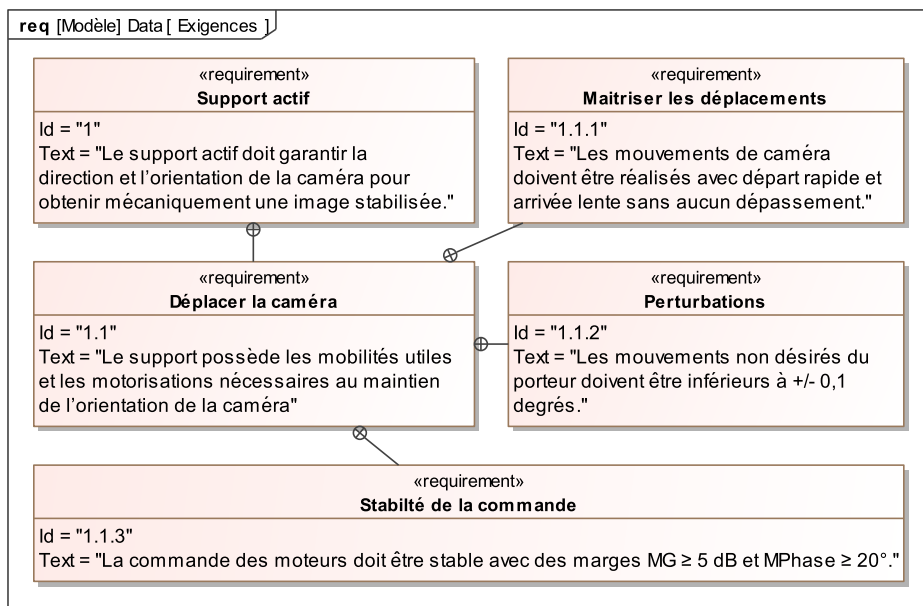 req [Modèle] Data [ Exigences ]
«requirement»
Support actif
Id = "1"
Text = "Le support actif doit garantir la
direction et l'orientation de la caméra pour
obtenir mécaniquement une image stabilisée."
«requirement»
Maitriser les déplacements
Id = "1.1.1"
Text = "Les mouvements de caméra
doivent être réalisés avec départ rapide et
arrivée lente sans aucun dépassement."
«requirement»
Déplacer la caméra
Id = "1.1"
Text = "Le support possède les mobilités utiles
et les motorisations nécessaires au maintien
de l'orientation de la caméra"
«requirement»
Perturbations
Id = "1.1.2"
Text = "Les mouvements non désirés du
porteur doivent être inférieurs à +/- 0,1
degrés."
«requirement»
Stabilté de la commande
Id = "1.1.3"
Text = "La commande des moteurs doit être stable avec des marges MG ≥ 5 dB et MPhase ≥ 20°."